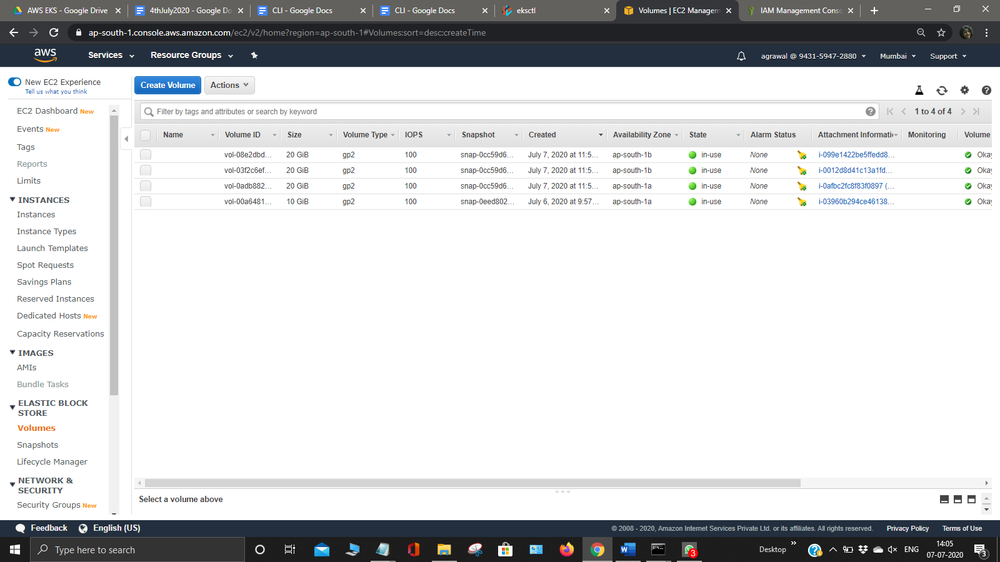 AWS EKS - Google Drive
4thJuly2020 - Google Do
CLI - Google Docs
CLI - Google Docs
eksctl
Volumes | EC2 Managem
IAM Management Cons
ap-south-1.console.aws.amazon.com/ec2/v2/home?region=ap-south-1#Volumes:sort=desc:createTime
aws Services Resource Groups agrawal @ 9431-5947-2880 Mumbai Support
New EC2 Experience
Tell us what you think
EC2 Dashboard New
Events New
Tags
Reports
Limits
INSTANCES
Instances
Instance Types
Launch Templates
Spot Requests
Savings Plans
Reserved Instances
Dedicated Hosts New
Capacity Reservations
IMAGES
AMIs
Bundle Tasks
ELASTIC BLOCK
STORE
Volumes
Snapshots
Lifecycle Manager
NETWORK &
SECURITY
Security Groups New
Create Volume Actions
Filter by tags and attributes or search by keyword 1 to 4 of 4
Name Volume ID Size Volume Type IOPS Snapshot Created Availability Zone State Alarm Status Attachment Informati Monitoring Volume
vol-08e2dbd... 20 GiB gp2 100 snap-0cc59d6... July 7, 2020 at 11:5... ap-south-1b in-use None i-099e1422be5ffedd8... Okay
vol-03f2c6ef... 20 GiB gp2 100 snap-0cc59d6... July 7, 2020 at 11:5... ap-south-1b in-use None i-0012d8d41c13a1fd... Okay
vol-0adb882... 20 GiB gp2 100 snap-0cc59d6... July 7, 2020 at 11:5... ap-south-1a in-use None i-0afbc2fc8f83f0897 (... Okay
vol-00a6481... 10 GiB gp2 100 snap-0eed802... July 6, 2020 at 9:57... ap-south-1a in-use None i-03960b294ce46138... Okay
Select a volume above
Feedback English (US) © 2008 - 2020, Amazon Internet Services Private Ltd. or its affiliates. All rights reserved. Privacy Policy Terms of Use
Type here to search
Desktop
3
ENG
14:05
07-07-2020
3